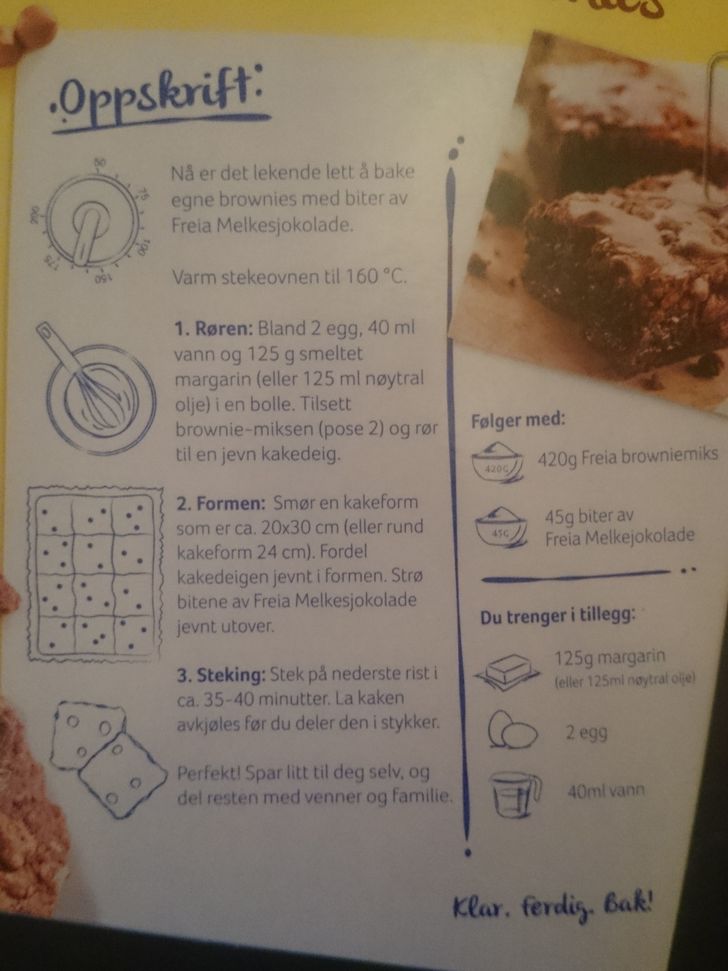 Oppskrift:
50
75
100
150
175
200
Nå er det lekende lett å bake
egne brownies med biter av
Freia Melkesjokolade.
Varm stekeovnen til 160 °C.
1. Røren: Bland 2 egg, 40 ml
vann og 125 g smeltet
margarin (eller 125 ml nøytral
olje) i en bolle. Tilsett
brownie-miksen (pose 2) og rør
til en jevn kakedeig.
2. Formen: Smør en kakeform
som er ca. 20x30 cm (eller rund
kakeform 24 cm). Fordel
kakedeigen jevnt i formen. Strø
bitene av Freia Melkesjokolade
jevnt utover.
3. Steking: Stek på nederste rist i
ca. 35-40 minutter. La kaken
avkjøles før du deler den i stykker.
Perfekt! Spar litt til deg selv, og
del resten med venner og familie.
Følger med:
420G
420g Freia browniemiks
45G
45g biter av
Freia Melkejokolade
Du trenger i tillegg:
125g margarin
(eller 125ml nøytral olje)
2 egg
40ml vann
Klar. Ferdig. Bak!